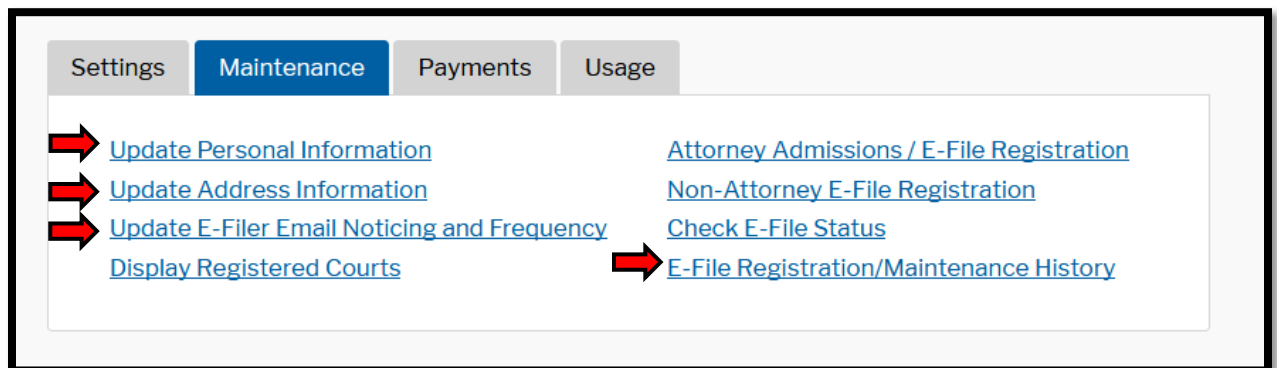 Settings Maintenance Payments Usage
Update Personal Information
Update Address Information
Update E-Filer Email Noticing and Frequency
Display Registered Courts
Attorney Admissions / E-File Registration
Non-Attorney E-File Registration
Check E-File Status
E-File Registration/Maintenance History